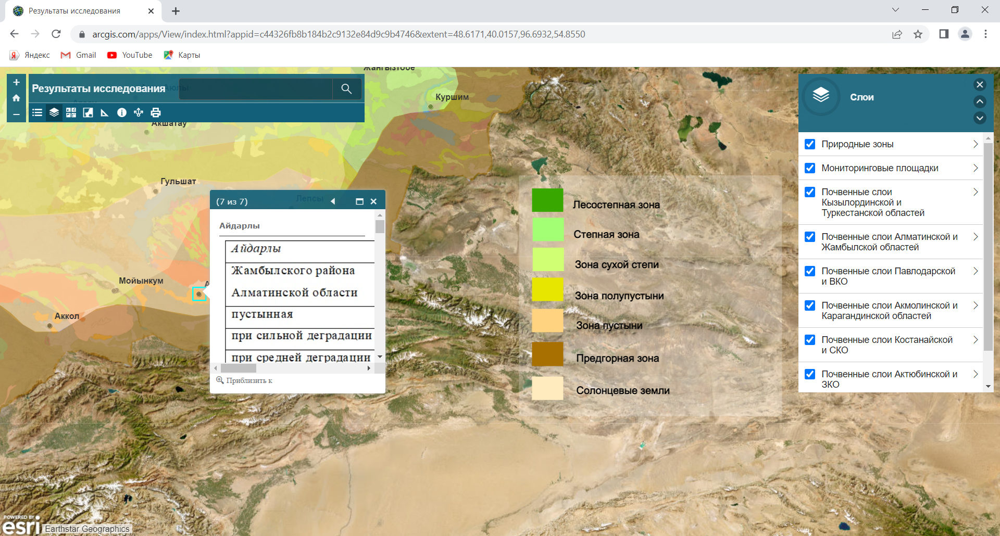 Результаты исследования
arcgis.com/apps/View/index.html?appid=c44326fb8b184b2c9132e84d9c9b4746&extent=48.6171,40.0157,96.6932,54.8550
Яндекс
Gmail
YouTube
Карты
Жангызтобе
Результаты исследования
Куршим
Акшатау
Гульшат
Лепсы
Мойынкум
Аккол
(7 из 7)
Айдарлы
Айдарлы
Жамбылского района
Алматинской области
пустынная
при сильной деградации
при средней деградации
Приблизить к
Лесостепная зона
Степная зона
Зона сухой степи
Зона полупустыни
Зона пустыни
Предгорная зона
Солонцевые земли
Слои
Природные зоны
Мониторинговые площадки
Почвенные слои
Кызылординской и
Туркестанской областей
Почвенные слои Алматинской и
Жамбылской областей
Почвенные слои Павлодарской
и ВКО
Почвенные слои Акмолинской и
Карагандинской областей
Почвенные слои Костанайской
и СКО
Почвенные слои Актюбинской и
ЗКО
POWERED BY
esri
Earthstar Geographics